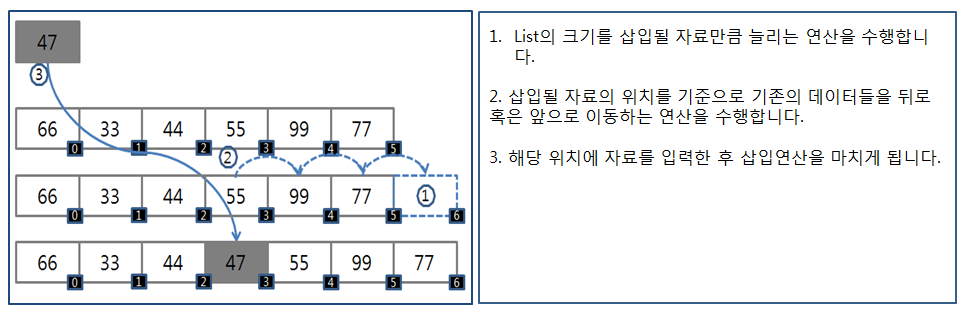 47
③
66 33 44 55 99 77
0 1 2 3 4 5
②
66 33 44 55 99 77 ①
0 1 2 3 4 5 6
66 33 44 47 55 99 77
0 1 2 3 4 5 6
1. List의 크기를 삽입될 자료만큼 늘리는 연산을 수행합니
다.
2. 삽입될 자료의 위치를 기준으로 기존의 데이터들을 뒤로
혹은 앞으로 이동하는 연산을 수행합니다.
3. 해당 위치에 자료를 입력한 후 삽입연산을 마치게 됩니다.